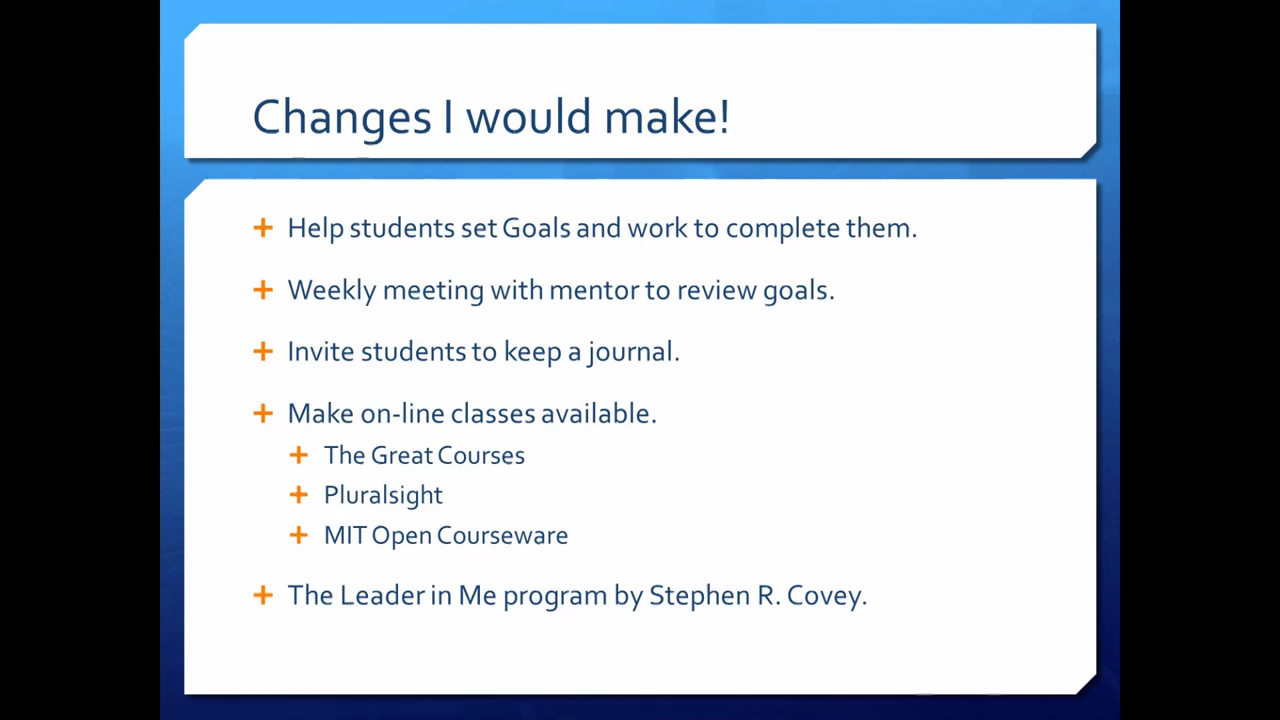 Changes I would make!
Help students set Goals and work to complete them.
Weekly meeting with mentor to review goals.
Invite students to keep a journal.
Make on-line classes available.
The Great Courses
Pluralsight
MIT Open Courseware
The Leader in Me program by Stephen R. Covey.